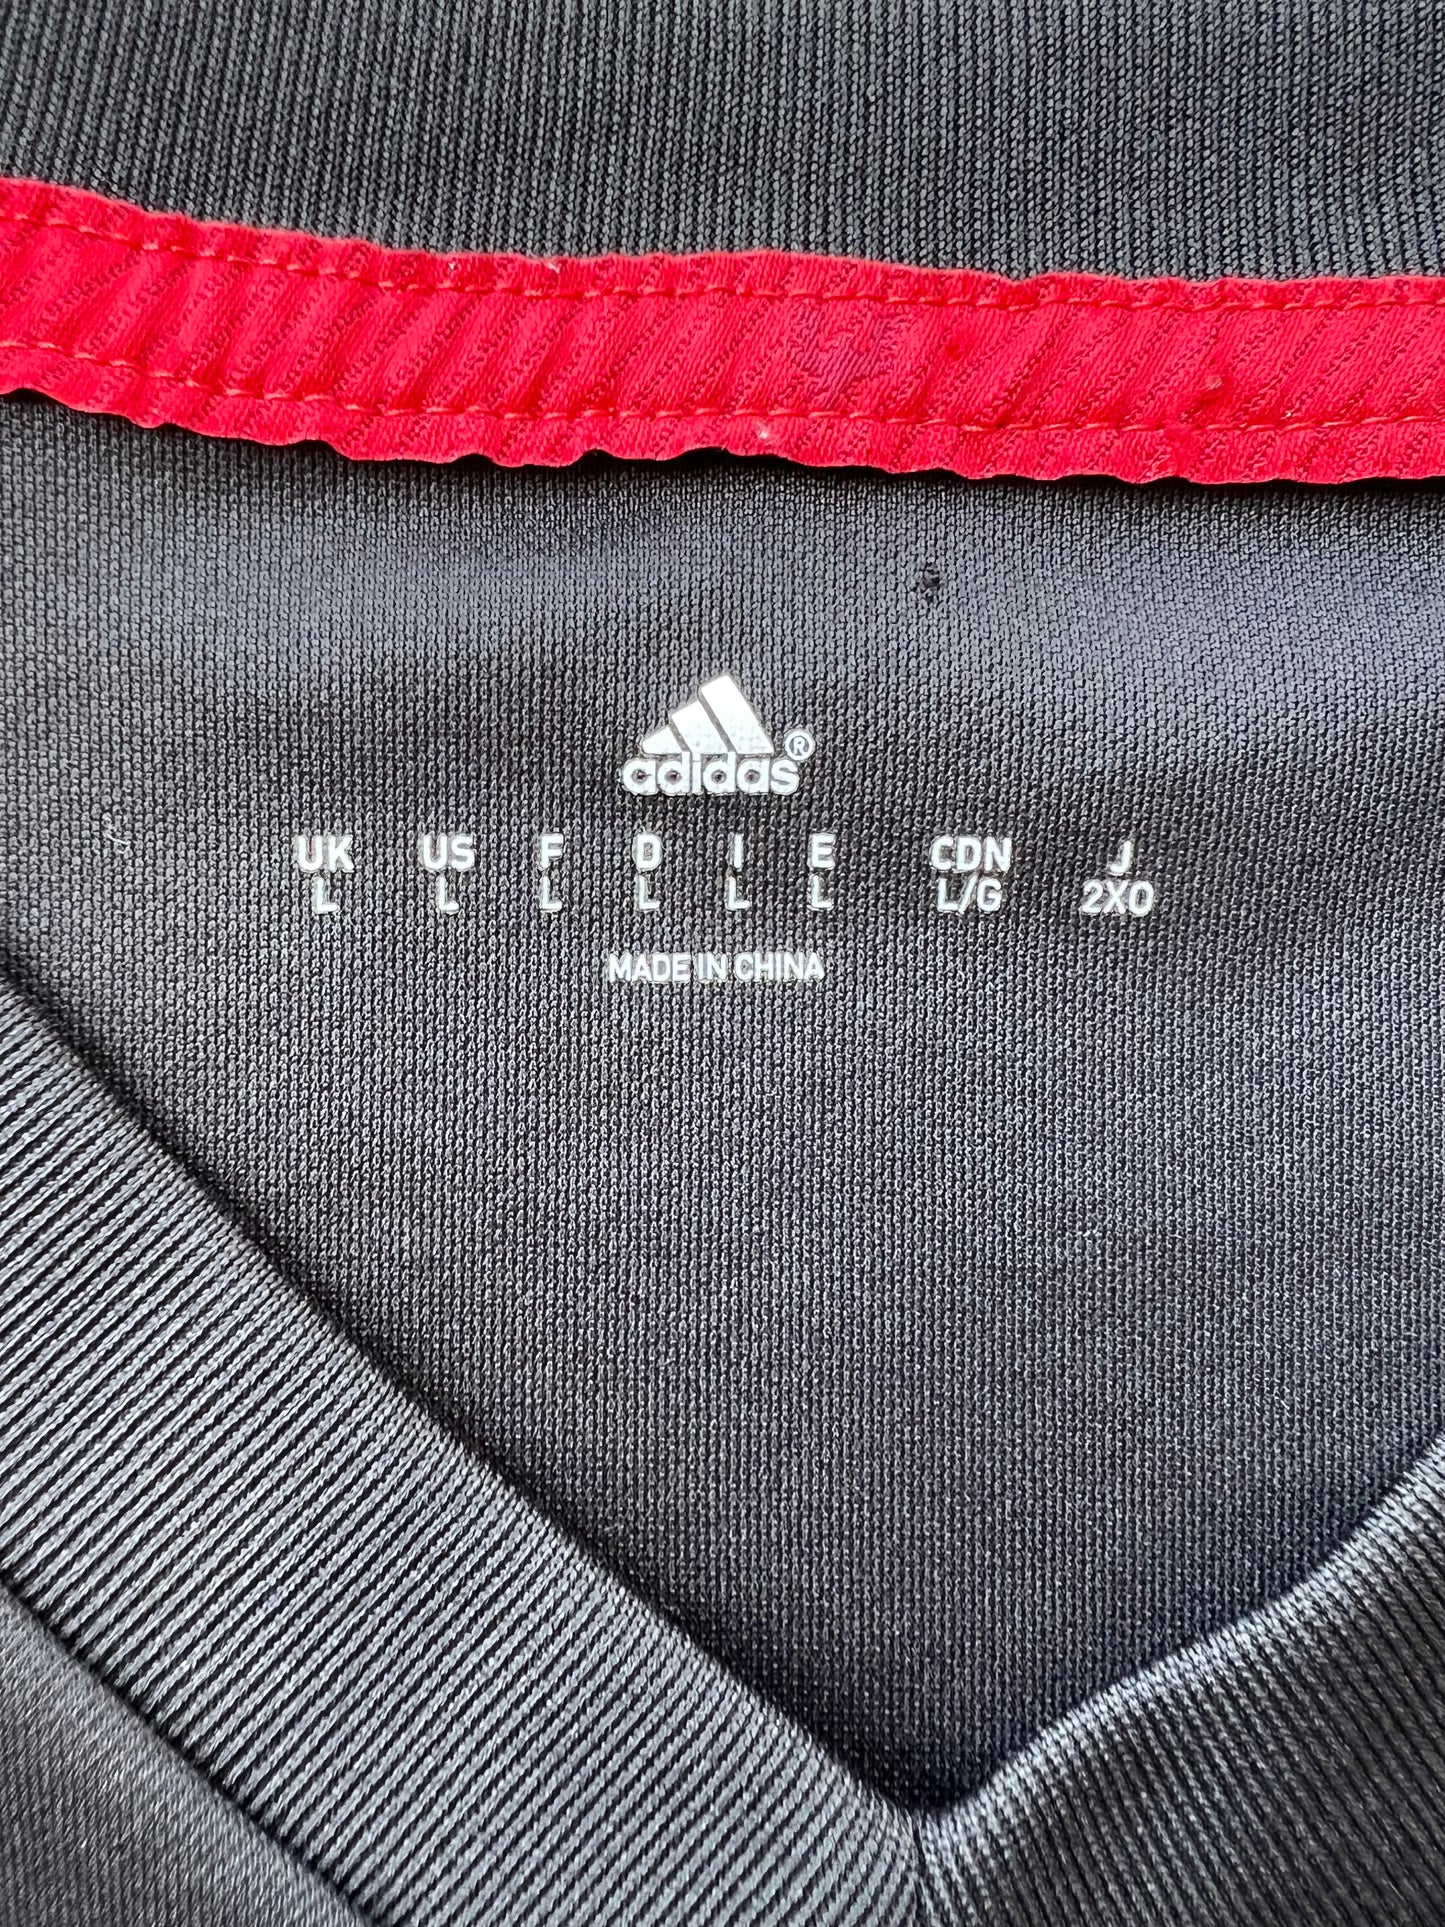 adidas®
UK US F D I E CDN J
L L L L L L L/G 2XO
MADE IN CHINA